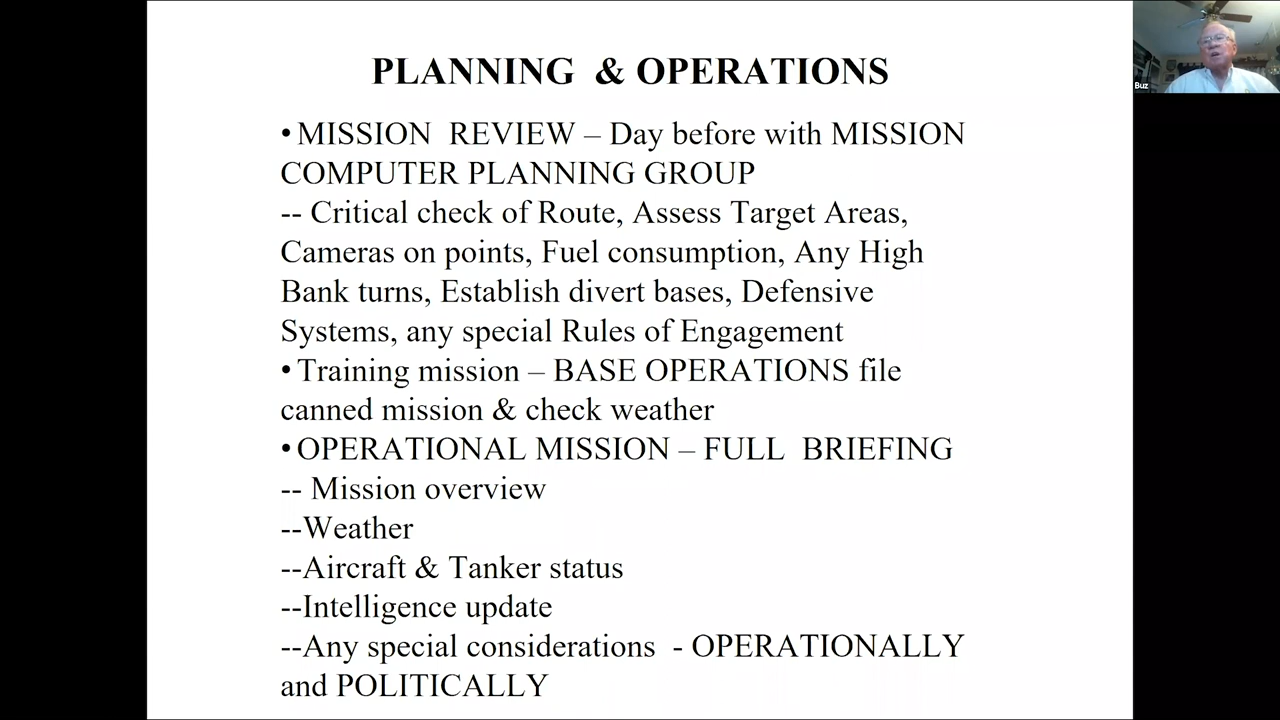 PLANNING & OPERATIONS
Buz
• MISSION REVIEW – Day before with MISSION
COMPUTER PLANNING GROUP
-- Critical check of Route, Assess Target Areas,
Cameras on points, Fuel consumption, Any High
Bank turns, Establish divert bases, Defensive
Systems, any special Rules of Engagement
• Training mission – BASE OPERATIONS file
canned mission & check weather
• OPERATIONAL MISSION – FULL BRIEFING
-- Mission overview
--Weather
--Aircraft & Tanker status
--Intelligence update
--Any special considerations - OPERATIONALLY
and POLITICALLY